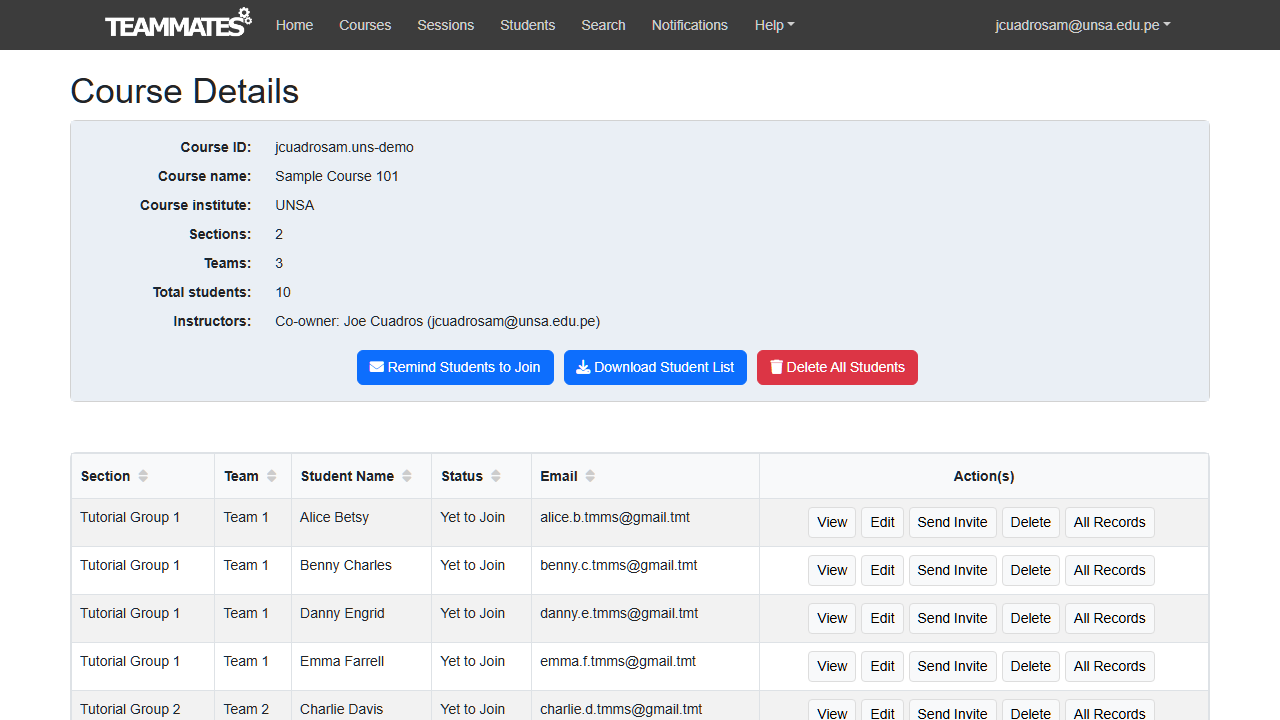 TEAMMATES Home Courses Sessions Students Search Notifications Help jcuadrosam@unsa.edu.pe
Course Details
Course ID: jcuadrosam.uns-demo
Course name: Sample Course 101
Course institute: UNSA
Sections: 2
Teams: 3
Total students: 10
Instructors: Co-owner: Joe Cuadros (jcuadrosam@unsa.edu.pe)
Remind Students to Join Download Student List Delete All Students
Section Team Student Name Status Email Action(s)
Tutorial Group 1 Team 1 Alice Betsy Yet to Join alice.b.tmms@gmail.tmt View Edit Send Invite Delete All Records
Tutorial Group 1 Team 1 Benny Charles Yet to Join benny.c.tmms@gmail.tmt View Edit Send Invite Delete All Records
Tutorial Group 1 Team 1 Danny Engrid Yet to Join danny.e.tmms@gmail.tmt View Edit Send Invite Delete All Records
Tutorial Group 1 Team 1 Emma Farrell Yet to Join emma.f.tmms@gmail.tmt View Edit Send Invite Delete All Records
Tutorial Group 2 Team 2 Charlie Davis Yet to Join charlie.d.tmms@gmail.tmt View Edit Send Invite Delete All Records